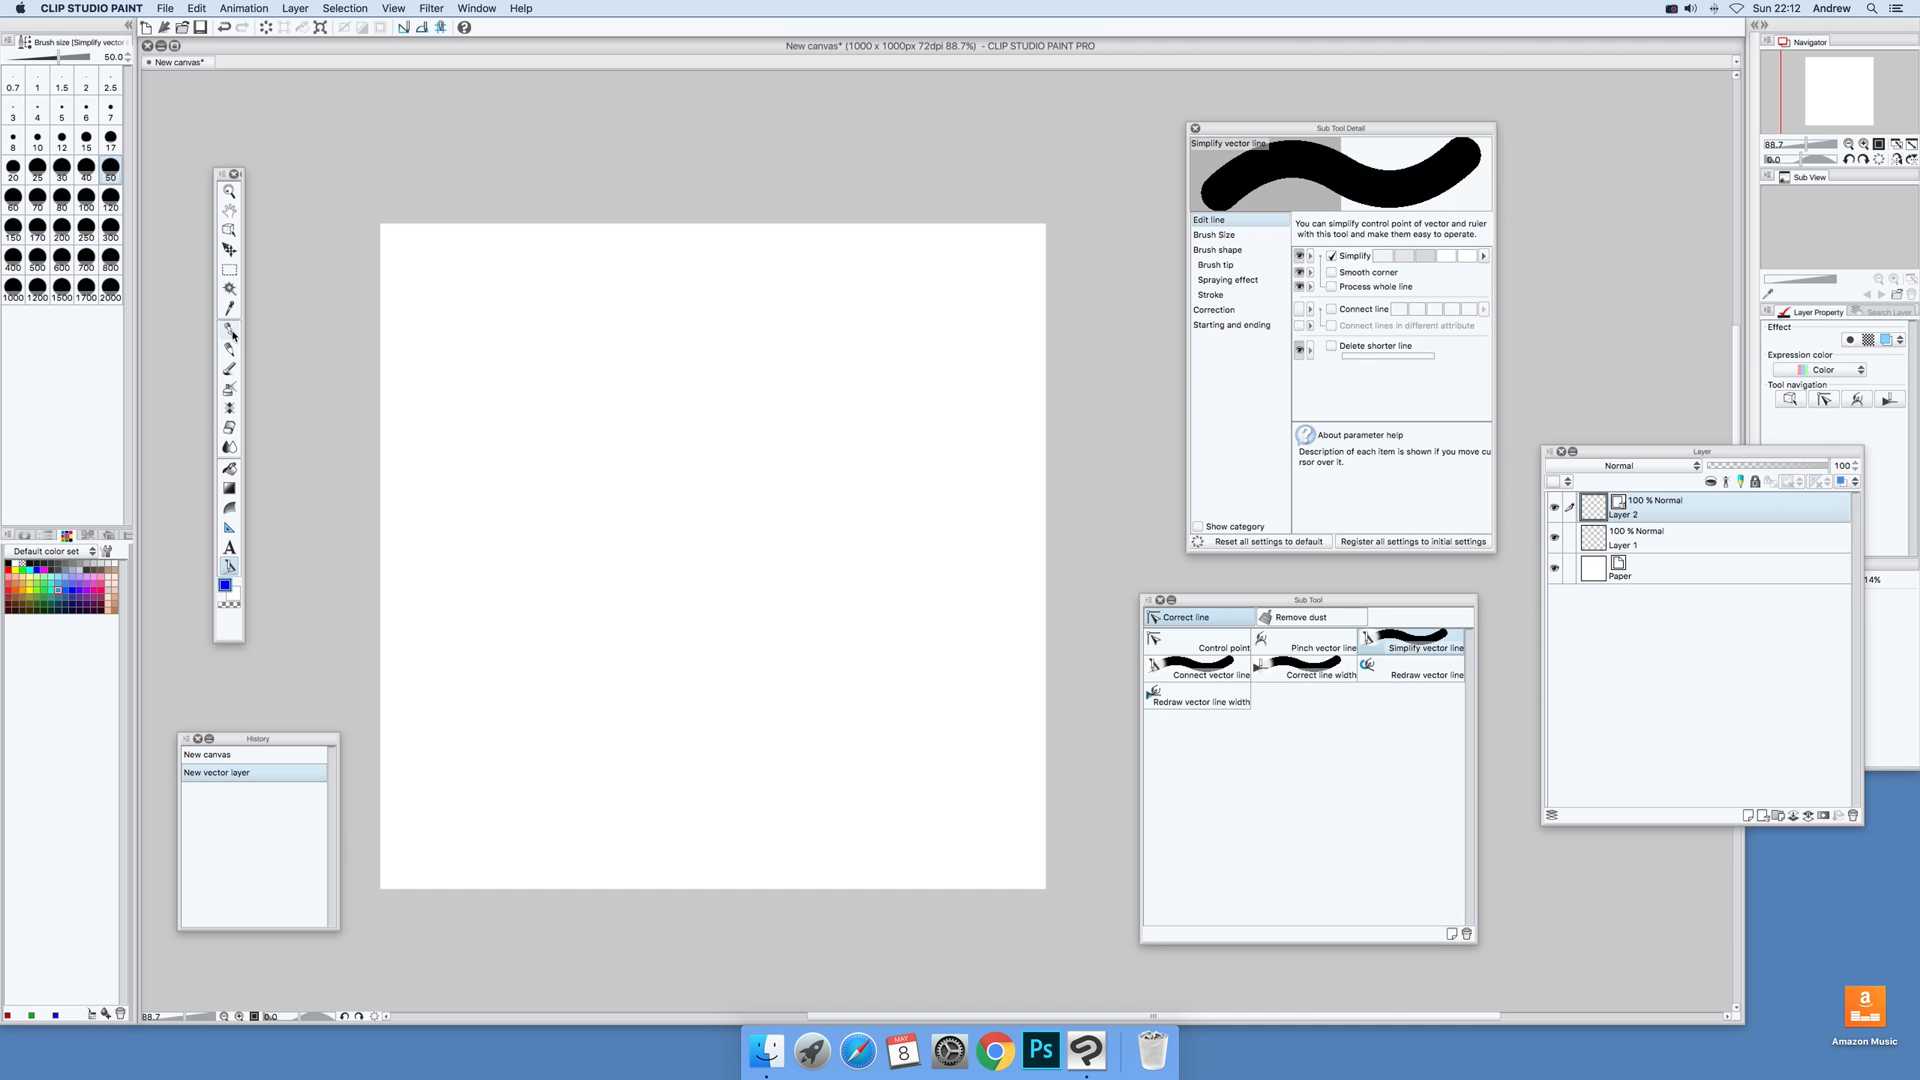 CLIP STUDIO PAINT File Edit Animation Layer Selection View Filter Window Help
Sun 22:12 Andrew
New canvas* (1000 x 1000px 72dpi 88.7%) - CLIP STUDIO PAINT PRO
New canvas*
Brush size [Simplify vector
50.0
0.7 1 1.5 2 2.5
3 4 5 6 7
8 10 12 15 17
20 25 30 40 50
60 70 80 100 120
150 170 200 250 300
400 500 600 700 800
1000 1200 1500 1700 2000
Default color set
History
New canvas
New vector layer
88.7
0.0
Sub Tool Detail
Simplify vector line
Edit line
Brush Size
Brush shape
Brush tip
Spraying effect
Stroke
Correction
Starting and ending
You can simplify control point of vector and ruler
with this tool and make them easy to operate.
Simplify
Smooth corner
Process whole line
Connect line
Connect lines in different attribute
Delete shorter line
About parameter help
Description of each item is shown if you move cu
rsor over it.
Show category
Reset all settings to default
Register all settings to initial settings
Sub Tool
Correct line
Remove dust
Control point
Pinch vector line
Simplify vector line
Connect vector line
Correct line width
Redraw vector line
Redraw vector line width
Navigator
88.7
0.0
Sub View
Layer Property
Search Layer
Effect
Expression color
Color
Tool navigation
Layer
Normal
100
100 % Normal
Layer 2
100 % Normal
Layer 1
Paper
14%
A
MAY
8
Ps
a
Amazon Music